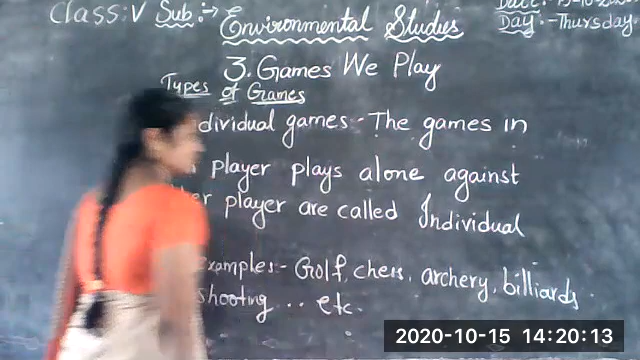 Class:V Sub:→ Environmental Studies
Day:-Thursday
3. Games We Play
Types of Games
dividual games - The games in
player plays alone against
player are called Individual
examples- Golf, chess, archery, billiards,
shooting ... etc.
2020-10-15 14:20:13